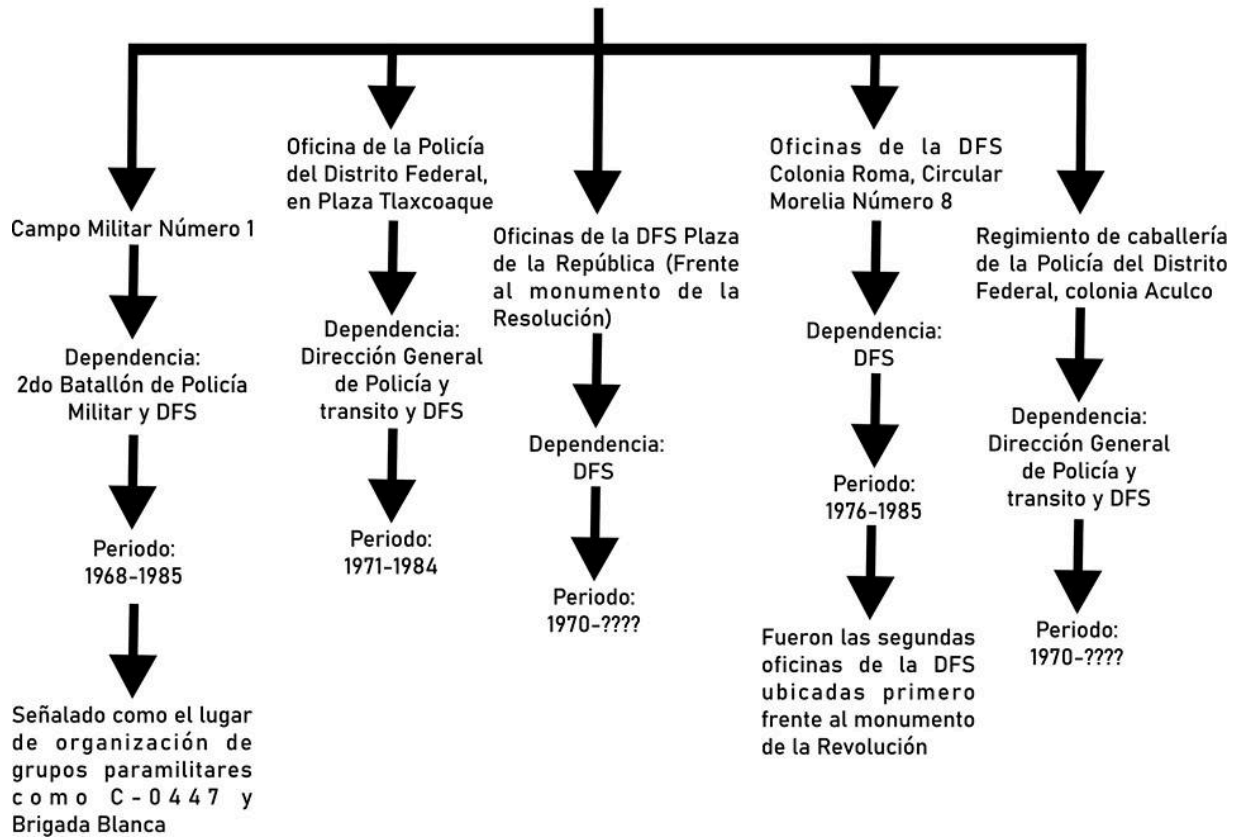 Campo Militar Número 1
Dependencia:
2do Batallón de Policía
Militar y DFS
Periodo:
1968-1985
Señalado como el lugar
de organización de
grupos paramilitares
como C-0447 y
Brigada Blanca
Oficina de la Policía
del Distrito Federal,
en Plaza Tlaxcoaque
Dependencia:
Dirección General
de Policía y
transito y DFS
Periodo:
1971-1984
Oficinas de la DFS Plaza
de la República (Frente
al monumento de la
Resolución)
Dependencia:
DFS
Periodo:
1970-????
Oficinas de la DFS
Colonia Roma, Circular
Morelia Número 8
Dependencia:
DFS
Periodo:
1976-1985
Fueron las segundas
oficinas de la DFS
ubicadas primero
frente al monumento
de la Revolución
Regimiento de caballería
de la Policía del Distrito
Federal, colonia Aculco
Dependencia:
Dirección General
de Policía y
transito y DFS
Periodo:
1970-????